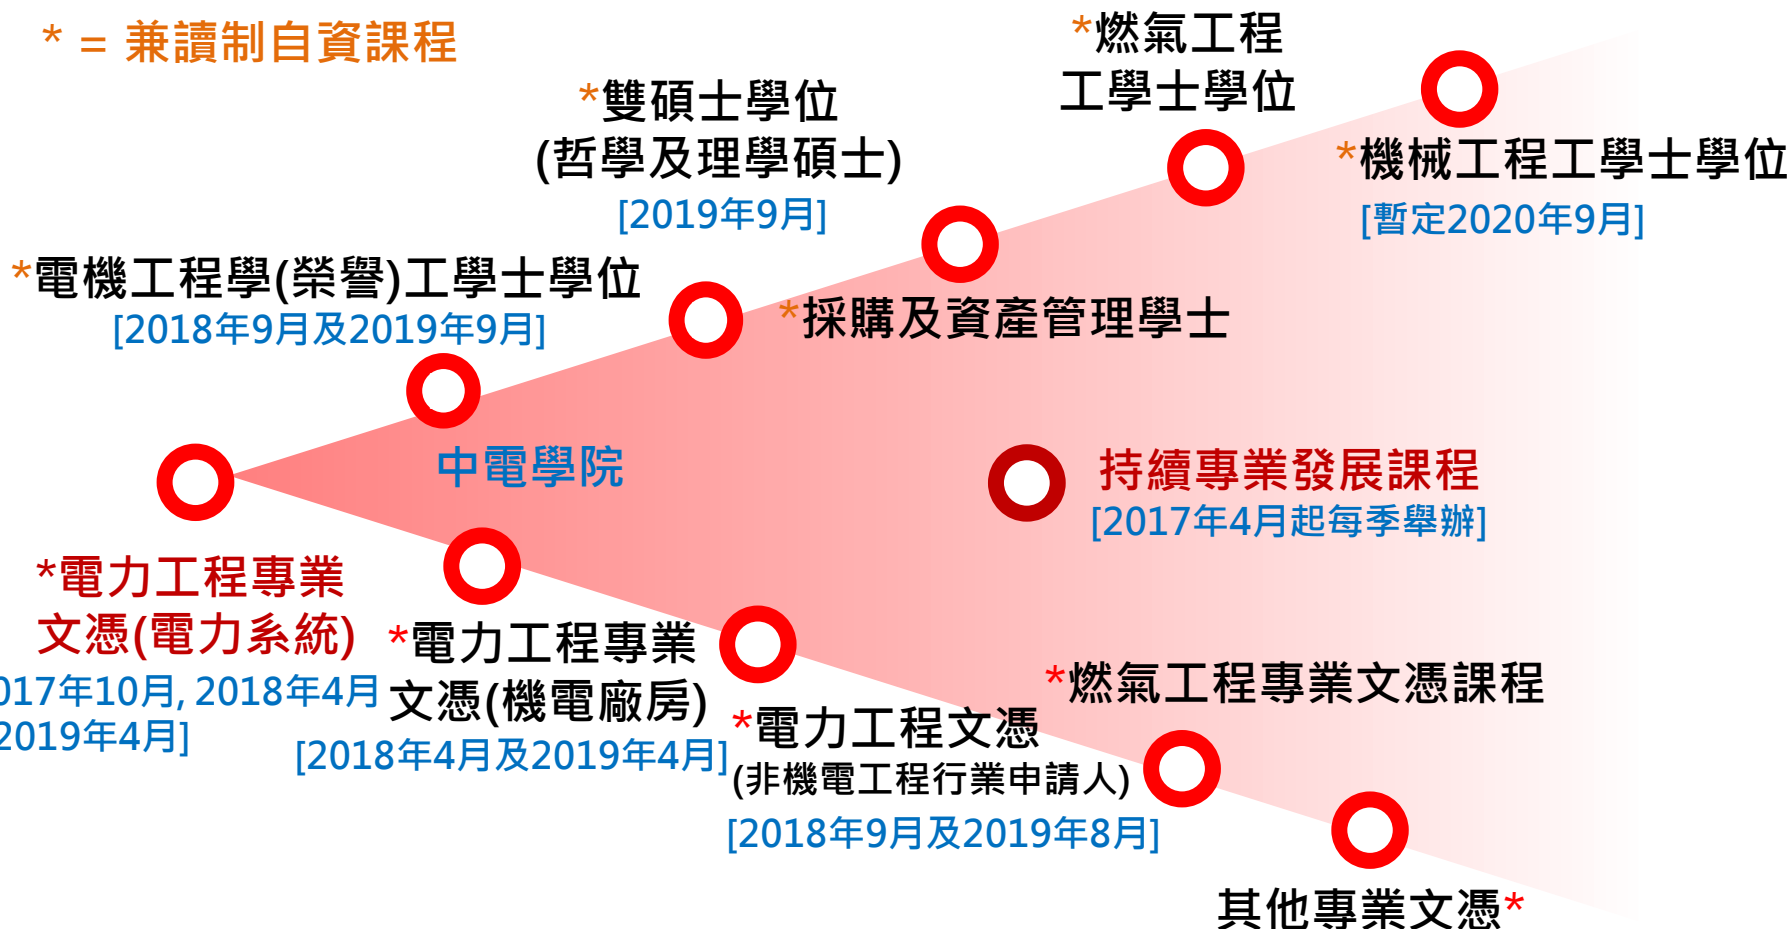 * = 兼讀制自資課程
*燃氣工程
工學士學位
*雙碩士學位
(哲學及理學碩士)
[2019年9月]
*機械工程工學士學位
[暫定2020年9月]
*電機工程學(榮譽)工學士學位
[2018年9月及2019年9月]
*採購及資產管理學士
中電學院
持續專業發展課程
[2017年4月起每季舉辦]
*電力工程專業
文憑(電力系統)
017年10月, 2018年4月
2019年4月]
*電力工程專業
文憑(機電廠房)
[2018年4月及2019年4月]
*電力工程文憑
(非機電工程行業申請人)
[2018年9月及2019年8月]
*燃氣工程專業文憑課程
其他專業文憑*